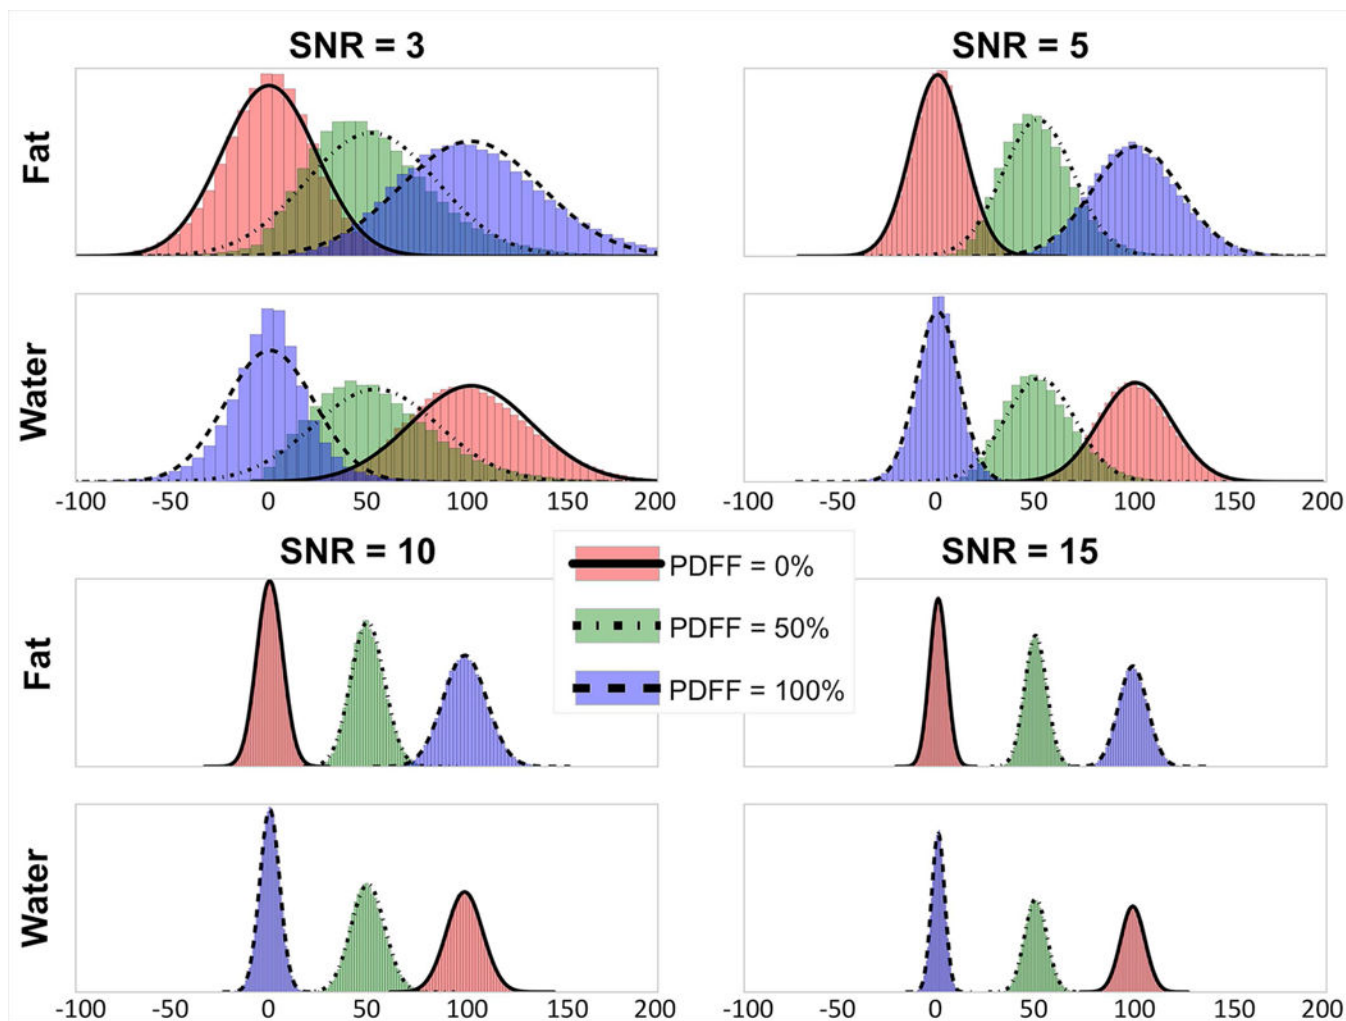 SNR = 3
SNR = 5
Fat
Water
-100 -50 0 50 100 150 200
-100 -50 0 50 100 150 200
SNR = 10
SNR = 15
PDFF = 0%
PDFF = 50%
PDFF = 100%
Fat
Water
-100 -50 0 50 100 150 200
-100 -50 0 50 100 150 200